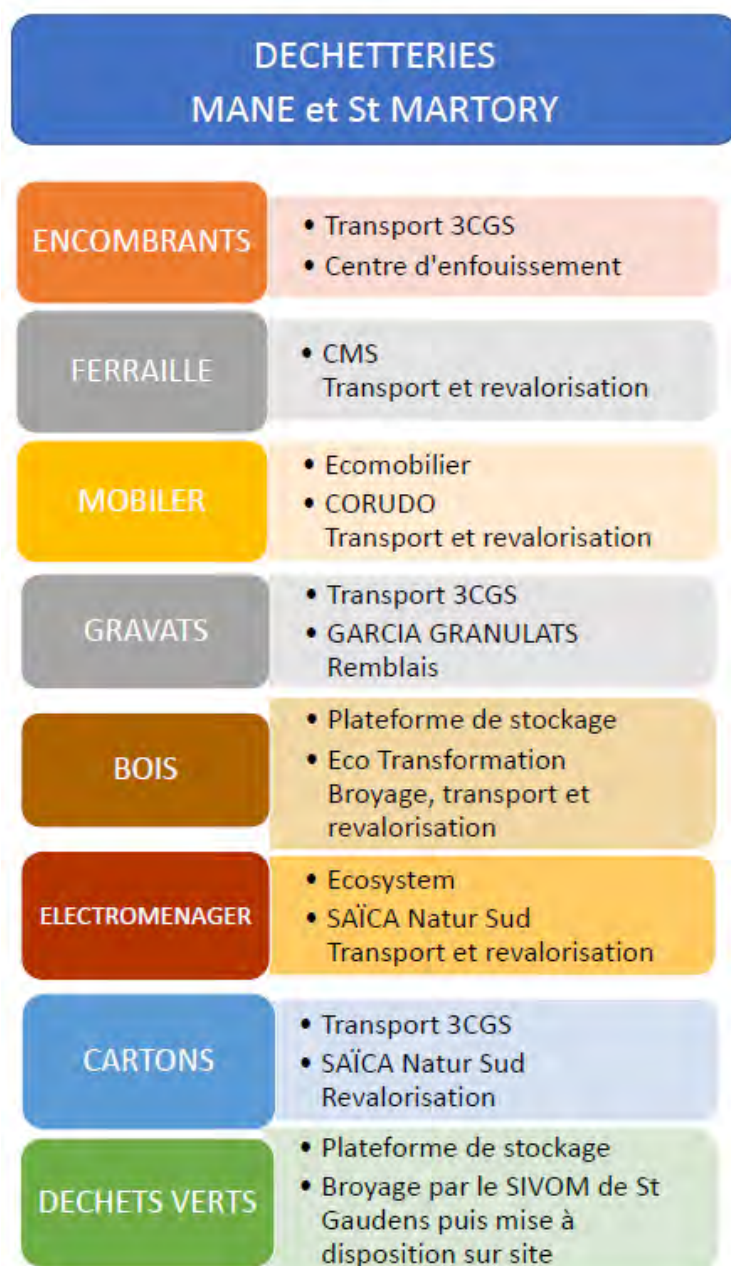 DECHETTERIES
MANE et St MARTORY
ENCOMBRANTS
• Transport 3CGS
• Centre d'enfouissement
FERRAILLE
• CMS
Transport et revalorisation
MOBILER
• Ecomobilier
• CORUDO
Transport et revalorisation
GRAVATS
• Transport 3CGS
• GARCIA GRANULATS
Remblais
BOIS
• Plateforme de stockage
• Eco Transformation
Broyage, transport et
revalorisation
ELECTROMENAGER
• Ecosystem
• SAÏCA Natur Sud
Transport et revalorisation
CARTONS
• Transport 3CGS
• SAÏCA Natur Sud
Revalorisation
DECHETS VERTS
• Plateforme de stockage
• Broyage par le SIVOM de St
Gaudens puis mise à
disposition sur site